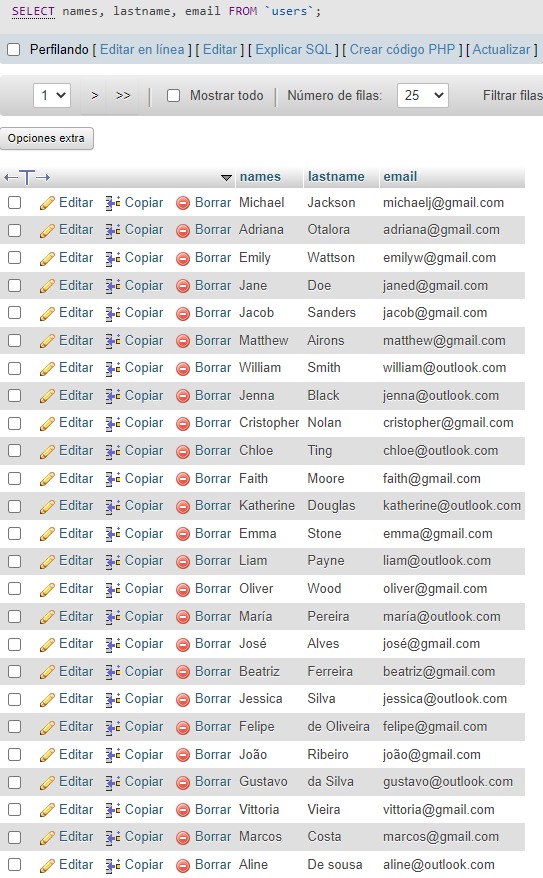 SELECT names, lastname, email FROM `users`;
Perfilando [ Editar en línea ] [ Editar ] [ Explicar SQL ] [ Crear código PHP ] [ Actualizar ]
1 > >> Mostrar todo Número de filas: 25 Filtrar filas
Opciones extra
←T→ names lastname email
Editar Copiar Borrar Michael Jackson michaelj@gmail.com
Editar Copiar Borrar Adriana Otalora adriana@gmail.com
Editar Copiar Borrar Emily Wattson emilyw@gmail.com
Editar Copiar Borrar Jane Doe janed@gmail.com
Editar Copiar Borrar Jacob Sanders jacob@gmail.com
Editar Copiar Borrar Matthew Airons matthew@gmail.com
Editar Copiar Borrar William Smith william@outlook.com
Editar Copiar Borrar Jenna Black jenna@outlook.com
Editar Copiar Borrar Cristopher Nolan cristopher@gmail.com
Editar Copiar Borrar Chloe Ting chloe@outlook.com
Editar Copiar Borrar Faith Moore faith@gmail.com
Editar Copiar Borrar Katherine Douglas katherine@outlook.com
Editar Copiar Borrar Emma Stone emma@gmail.com
Editar Copiar Borrar Liam Payne liam@outlook.com
Editar Copiar Borrar Oliver Wood oliver@gmail.com
Editar Copiar Borrar María Pereira maría@outlook.com
Editar Copiar Borrar José Alves josé@gmail.com
Editar Copiar Borrar Beatriz Ferreira beatriz@gmail.com
Editar Copiar Borrar Jessica Silva jessica@outlook.com
Editar Copiar Borrar Felipe de Oliveira felipe@gmail.com
Editar Copiar Borrar João Ribeiro joão@gmail.com
Editar Copiar Borrar Gustavo da Silva gustavo@outlook.com
Editar Copiar Borrar Vittoria Vieira vittoria@gmail.com
Editar Copiar Borrar Marcos Costa marcos@gmail.com
Editar Copiar Borrar Aline De sousa aline@outlook.com